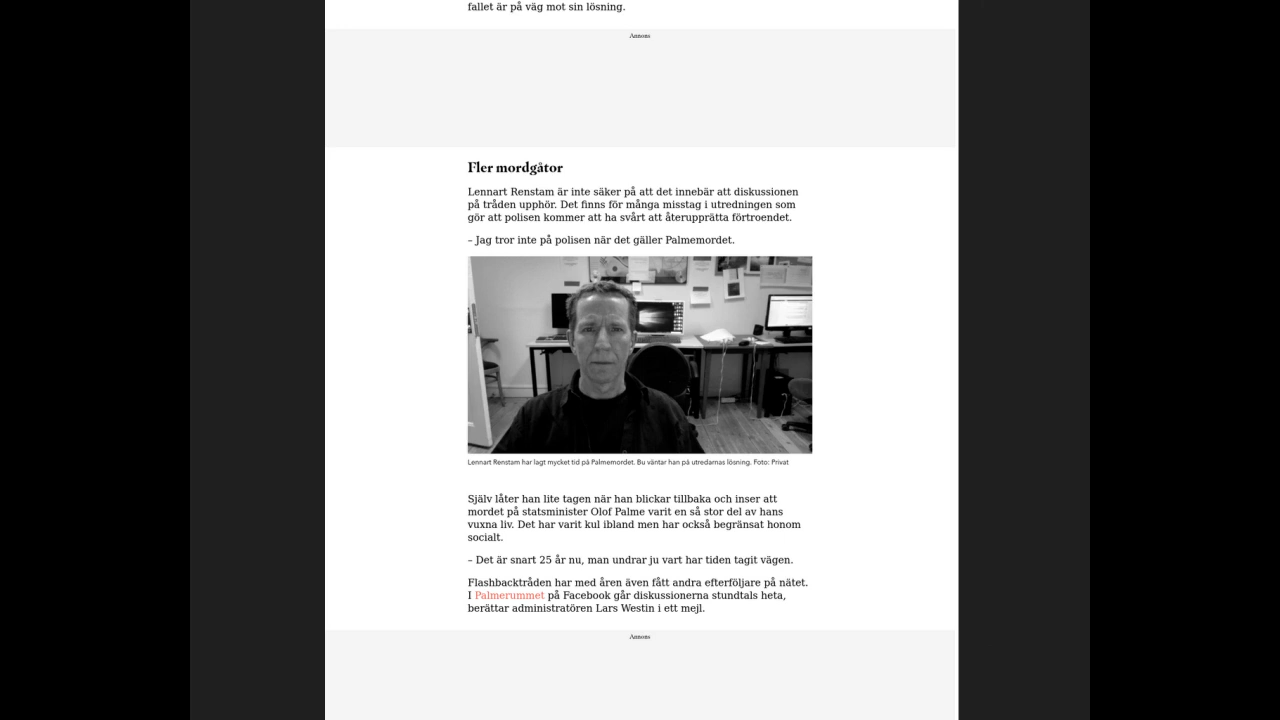 fallet är på väg mot sin lösning.
Annons
Fler mordgåtor
Lennart Renstam är inte säker på att det innebär att diskussionen
på tråden upphör. Det finns för många misstag i utredningen som
gör att polisen kommer att ha svårt att återupprätta förtroendet.
– Jag tror inte på polisen när det gäller Palmemordet.
Lennart Renstam har lagt mycket tid på Palmemordet. Bu väntar han på utredarnas lösning. Foto: Privat
Själv låter han lite tagen när han blickar tillbaka och inser att
mordet på statsminister Olof Palme varit en så stor del av hans
vuxna liv. Det har varit kul ibland men har också begränsat honom
socialt.
– Det är snart 25 år nu, man undrar ju vart har tiden tagit vägen.
Flashbacktråden har med åren även fått andra efterföljare på nätet.
I Palmerummet på Facebook går diskussionerna stundtals heta,
berättar administratören Lars Westin i ett mejl.
Annons